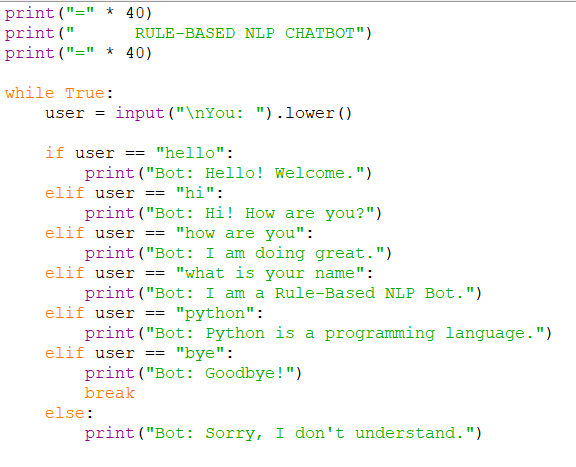 print("=" * 40)
print("      RULE-BASED NLP CHATBOT")
print("=" * 40)

while True:
    user = input("\nYou: ").lower()

    if user == "hello":
        print("Bot: Hello! Welcome.")
    elif user == "hi":
        print("Bot: Hi! How are you?")
    elif user == "how are you":
        print("Bot: I am doing great.")
    elif user == "what is your name":
        print("Bot: I am a Rule-Based NLP Bot.")
    elif user == "python":
        print("Bot: Python is a programming language.")
    elif user == "bye":
        print("Bot: Goodbye!")
        break
    else:
        print("Bot: Sorry, I don't understand.")